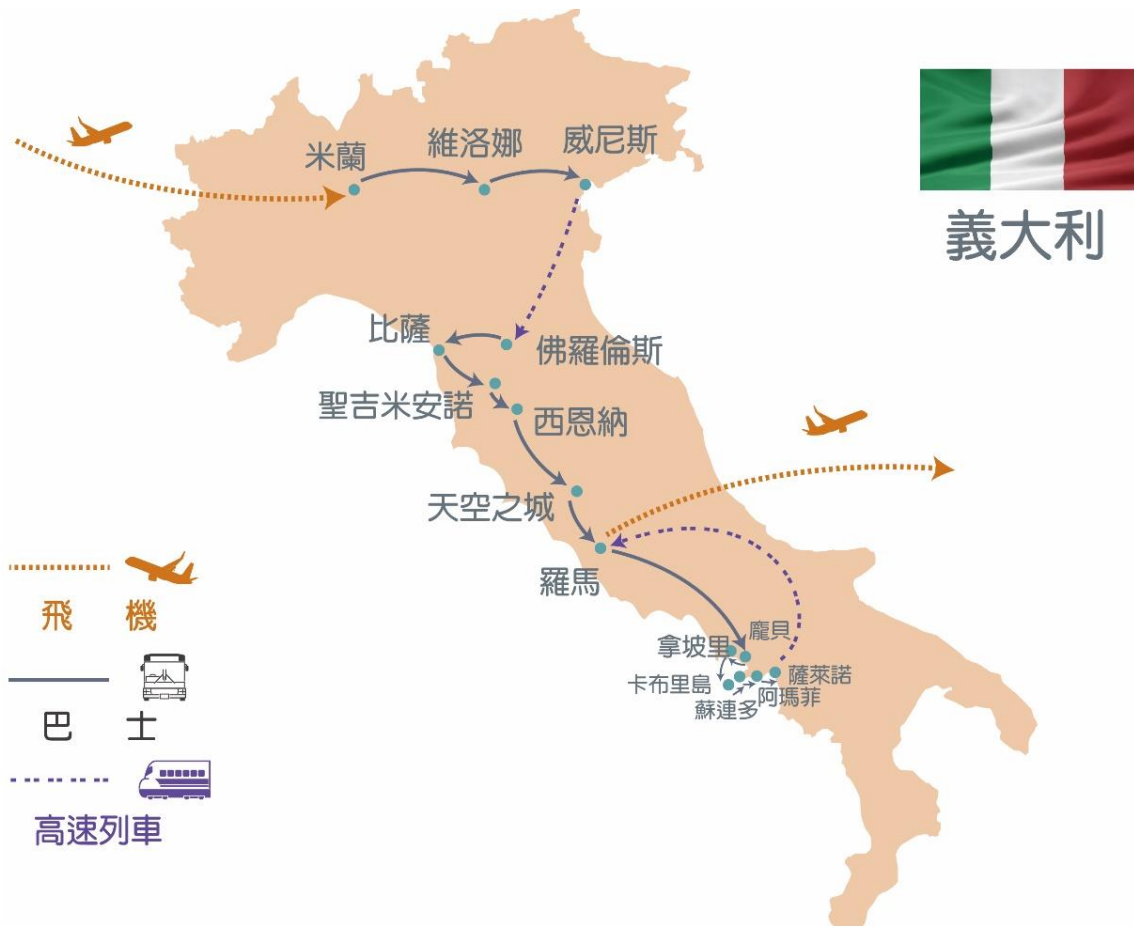 義大利
米蘭
維洛娜
威尼斯
比薩
佛羅倫斯
聖吉米安諾
西恩納
天空之城
羅馬
龐貝
拿坡里
卡布里島
薩萊諾
阿瑪菲
蘇連多
飛 機
巴 士
高速列車